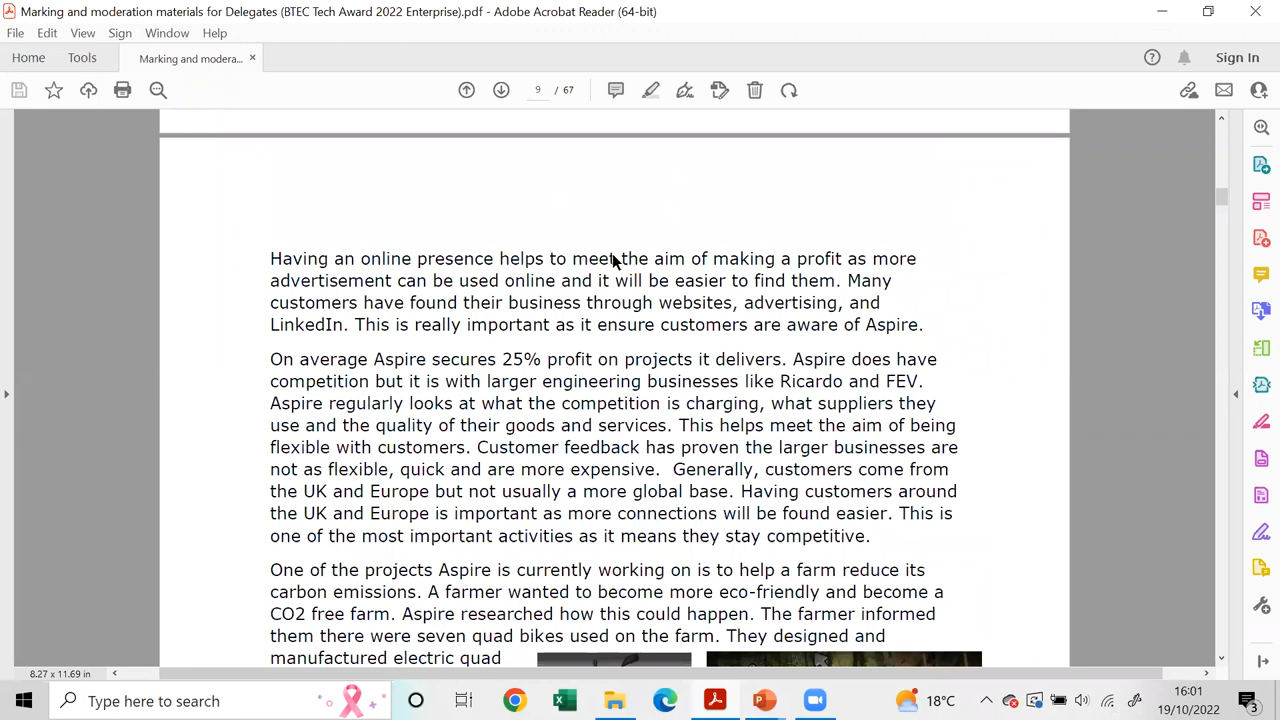 Marking and moderation materials for Delegates (BTEC Tech Award 2022 Enterprise).pdf - Adobe Acrobat Reader (64-bit)
File Edit View Sign Window Help
Home Tools Marking and modera... × Sign In
9 / 67
Having an online presence helps to meet the aim of making a profit as more
advertisement can be used online and it will be easier to find them. Many
customers have found their business through websites, advertising, and
LinkedIn. This is really important as it ensure customers are aware of Aspire.
On average Aspire secures 25% profit on projects it delivers. Aspire does have
competition but it is with larger engineering businesses like Ricardo and FEV.
Aspire regularly looks at what the competition is charging, what suppliers they
use and the quality of their goods and services. This helps meet the aim of being
flexible with customers. Customer feedback has proven the larger businesses are
not as flexible, quick and are more expensive. Generally, customers come from
the UK and Europe but not usually a more global base. Having customers around
the UK and Europe is important as more connections will be found easier. This is
one of the most important activities as it means they stay competitive.
One of the projects Aspire is currently working on is to help a farm reduce its
carbon emissions. A farmer wanted to become more eco-friendly and become a
CO2 free farm. Aspire researched how this could happen. The farmer informed
them there were seven quad bikes used on the farm. They designed and
manufactured electric quad
8.27 x 11.69 in
Type here to search
18°C
16:01
19/10/2022
3